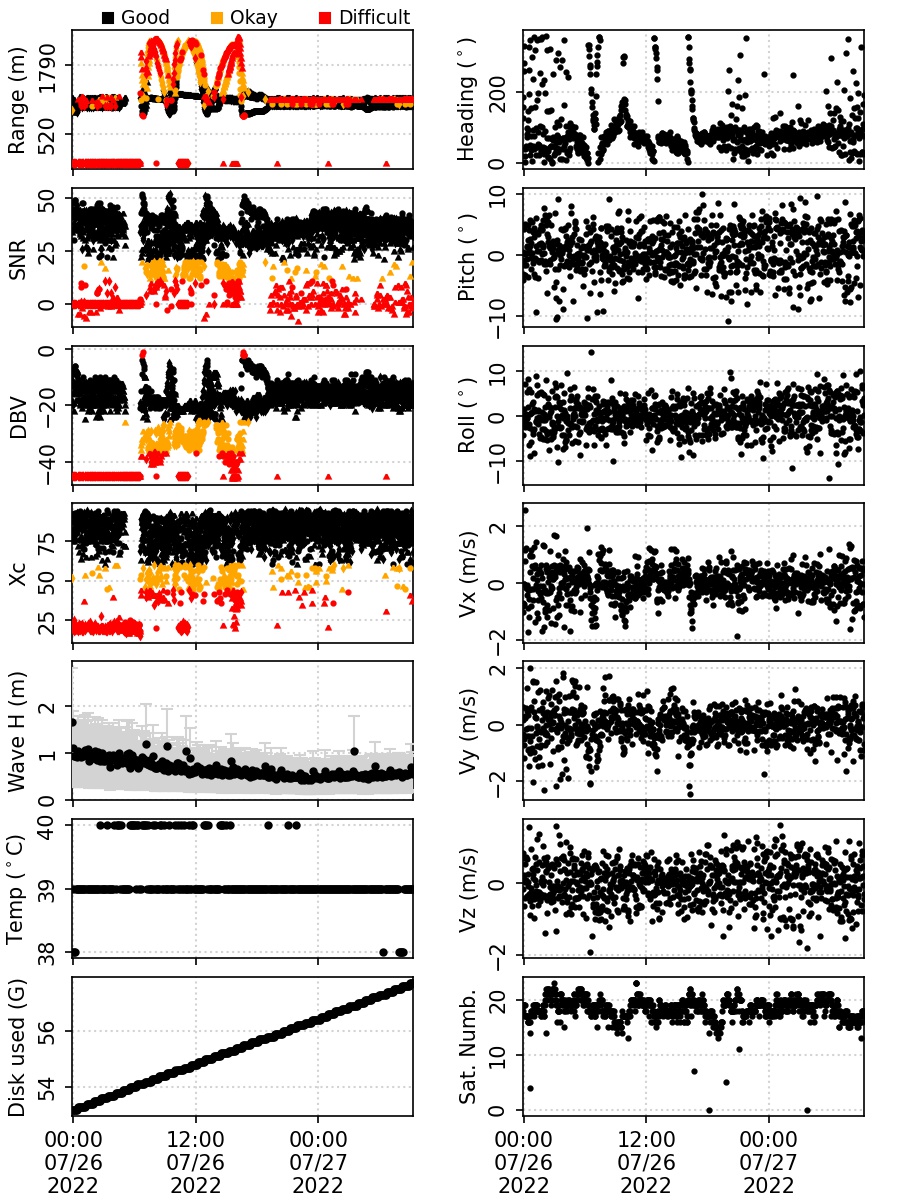 Good Okay Difficult
Range (m)
1790
520
Heading (°)
200
0
SNR
50
25
0
Pitch (°)
10
0
−10
DBV
0
−20
−40
Roll (°)
10
0
−10
Xc
75
50
25
Vx (m/s)
2
0
−2
Wave H (m)
2
1
0
Vy (m/s)
2
0
−2
Temp (°C)
40
39
38
Vz (m/s)
0
−2
Disk used (G)
56
54
Sat. Numb.
20
10
0
00:00 12:00 00:00 00:00 12:00 00:00
07/26 07/26 07/27 07/26 07/26 07/27
2022 2022 2022 2022 2022 2022